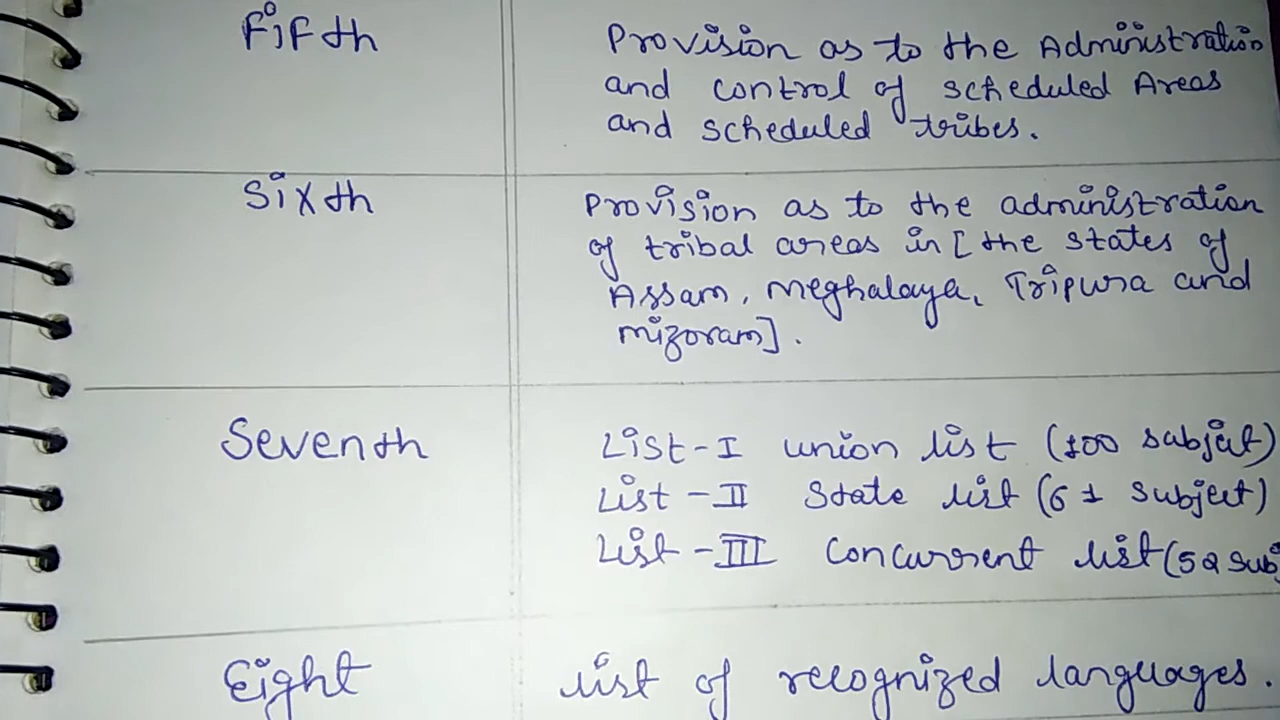 Fifth
Provision as to the Administration
and control of scheduled Areas
and scheduled tribes.
Sixth
Provision as to the administration
of tribal areas in [ the states of
Assam, Meghalaya, Tripura and
mizoram].
Seventh
List-I union list (100 subject)
List-II State list (61 subject)
List-III Concurrent list (52 sub
Eight
list of recognized languages.